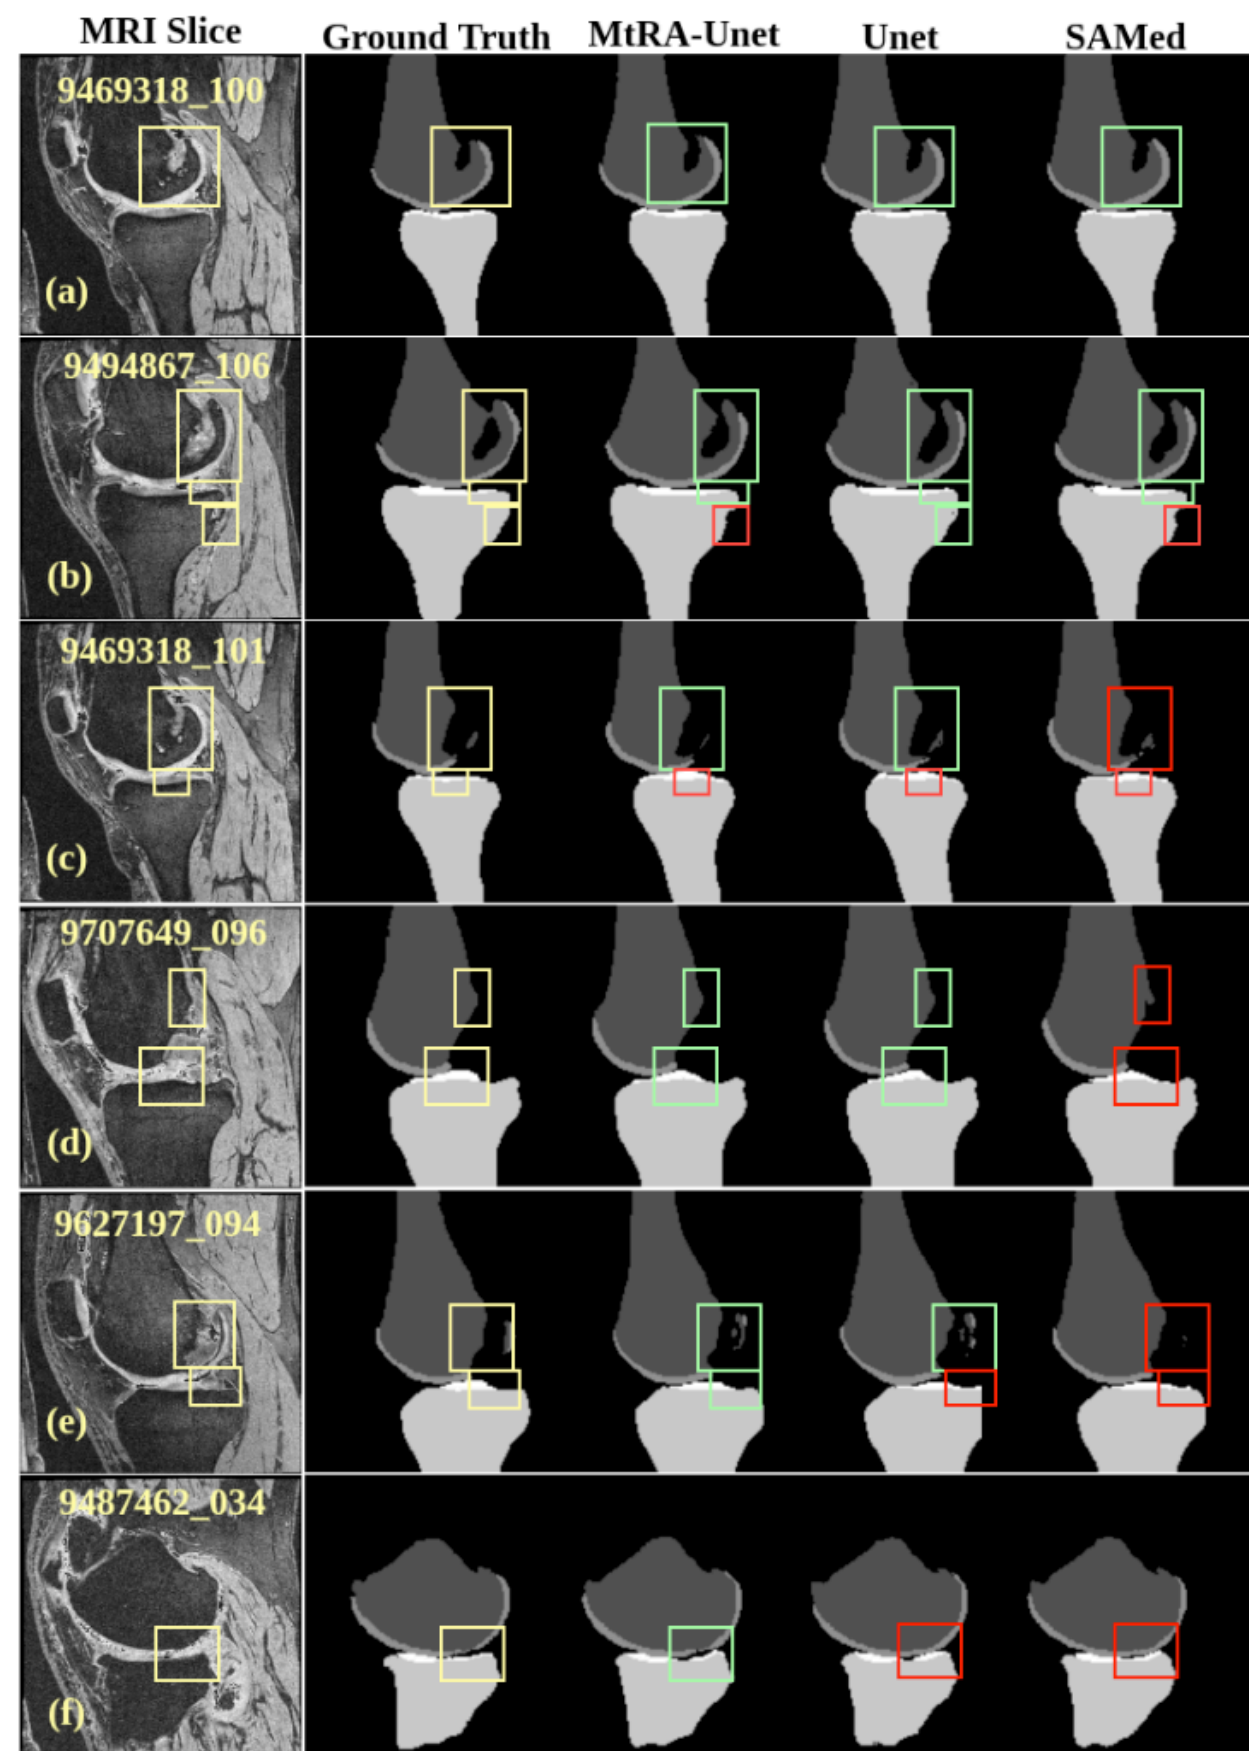 MRI Slice Ground Truth MtRA-Unet Unet SAMed
9469318_100
(a)
9494867_106
(b)
9469318_101
(c)
9707649_096
(d)
9627197_094
(e)
9487462_034
(f)